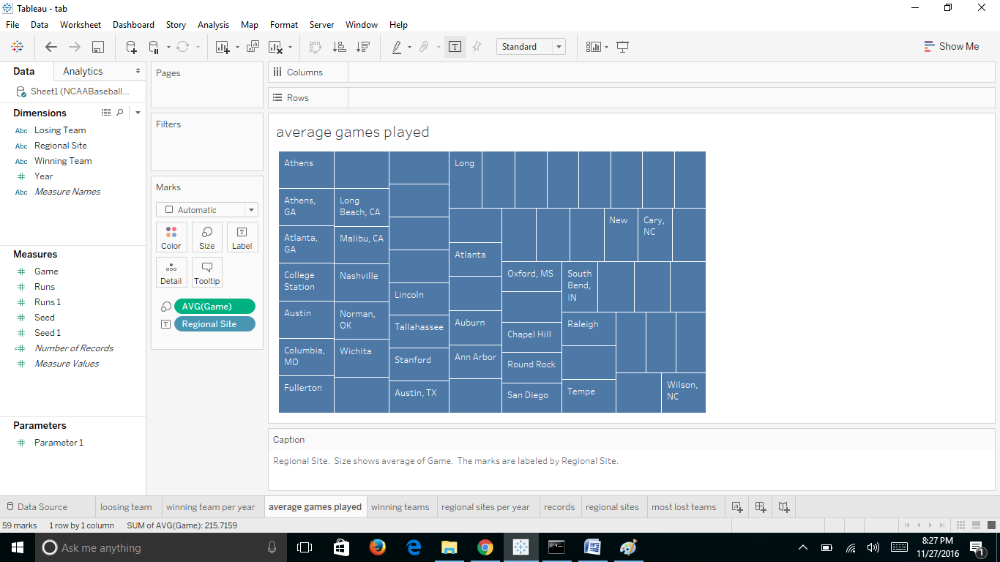 Tableau - tab
File Data Worksheet Dashboard Story Analysis Map Format Server Window Help
Standard
Show Me
Data Analytics
Sheet1 (NCAABaseball...
Dimensions
Abc Losing Team
Abc Regional Site
Abc Winning Team
# Year
Abc Measure Names
Measures
# Game
# Runs
# Runs 1
# Seed
# Seed 1
=# Number of Records
# Measure Values
Parameters
# Parameter 1
Pages
Filters
Marks
Automatic
Color Size Label
Detail Tooltip
AVG(Game)
T Regional Site
Columns
Rows
average games played
Athens
Athens,
GA
Atlanta,
GA
College
Station
Austin
Columbia,
MO
Fullerton
Long
Beach, CA
Malibu, CA
Nashville
Norman,
OK
Wichita
Lincoln
Tallahassee
Stanford
Austin, TX
Long
Atlanta
Auburn
Ann Arbor
New
Cary,
NC
Oxford, MS
Chapel Hill
Round Rock
San Diego
South
Bend,
IN
Raleigh
Tempe
Wilson,
NC
Caption
Regional Site. Size shows average of Game. The marks are labeled by Regional Site.
Data Source loosing team winning team per year average games played winning teams regional sites per year records regional sites most lost teams
59 marks 1 row by 1 column SUM of AVG(Game): 215.7159
Ask me anything
8:27 PM
11/27/2016
1